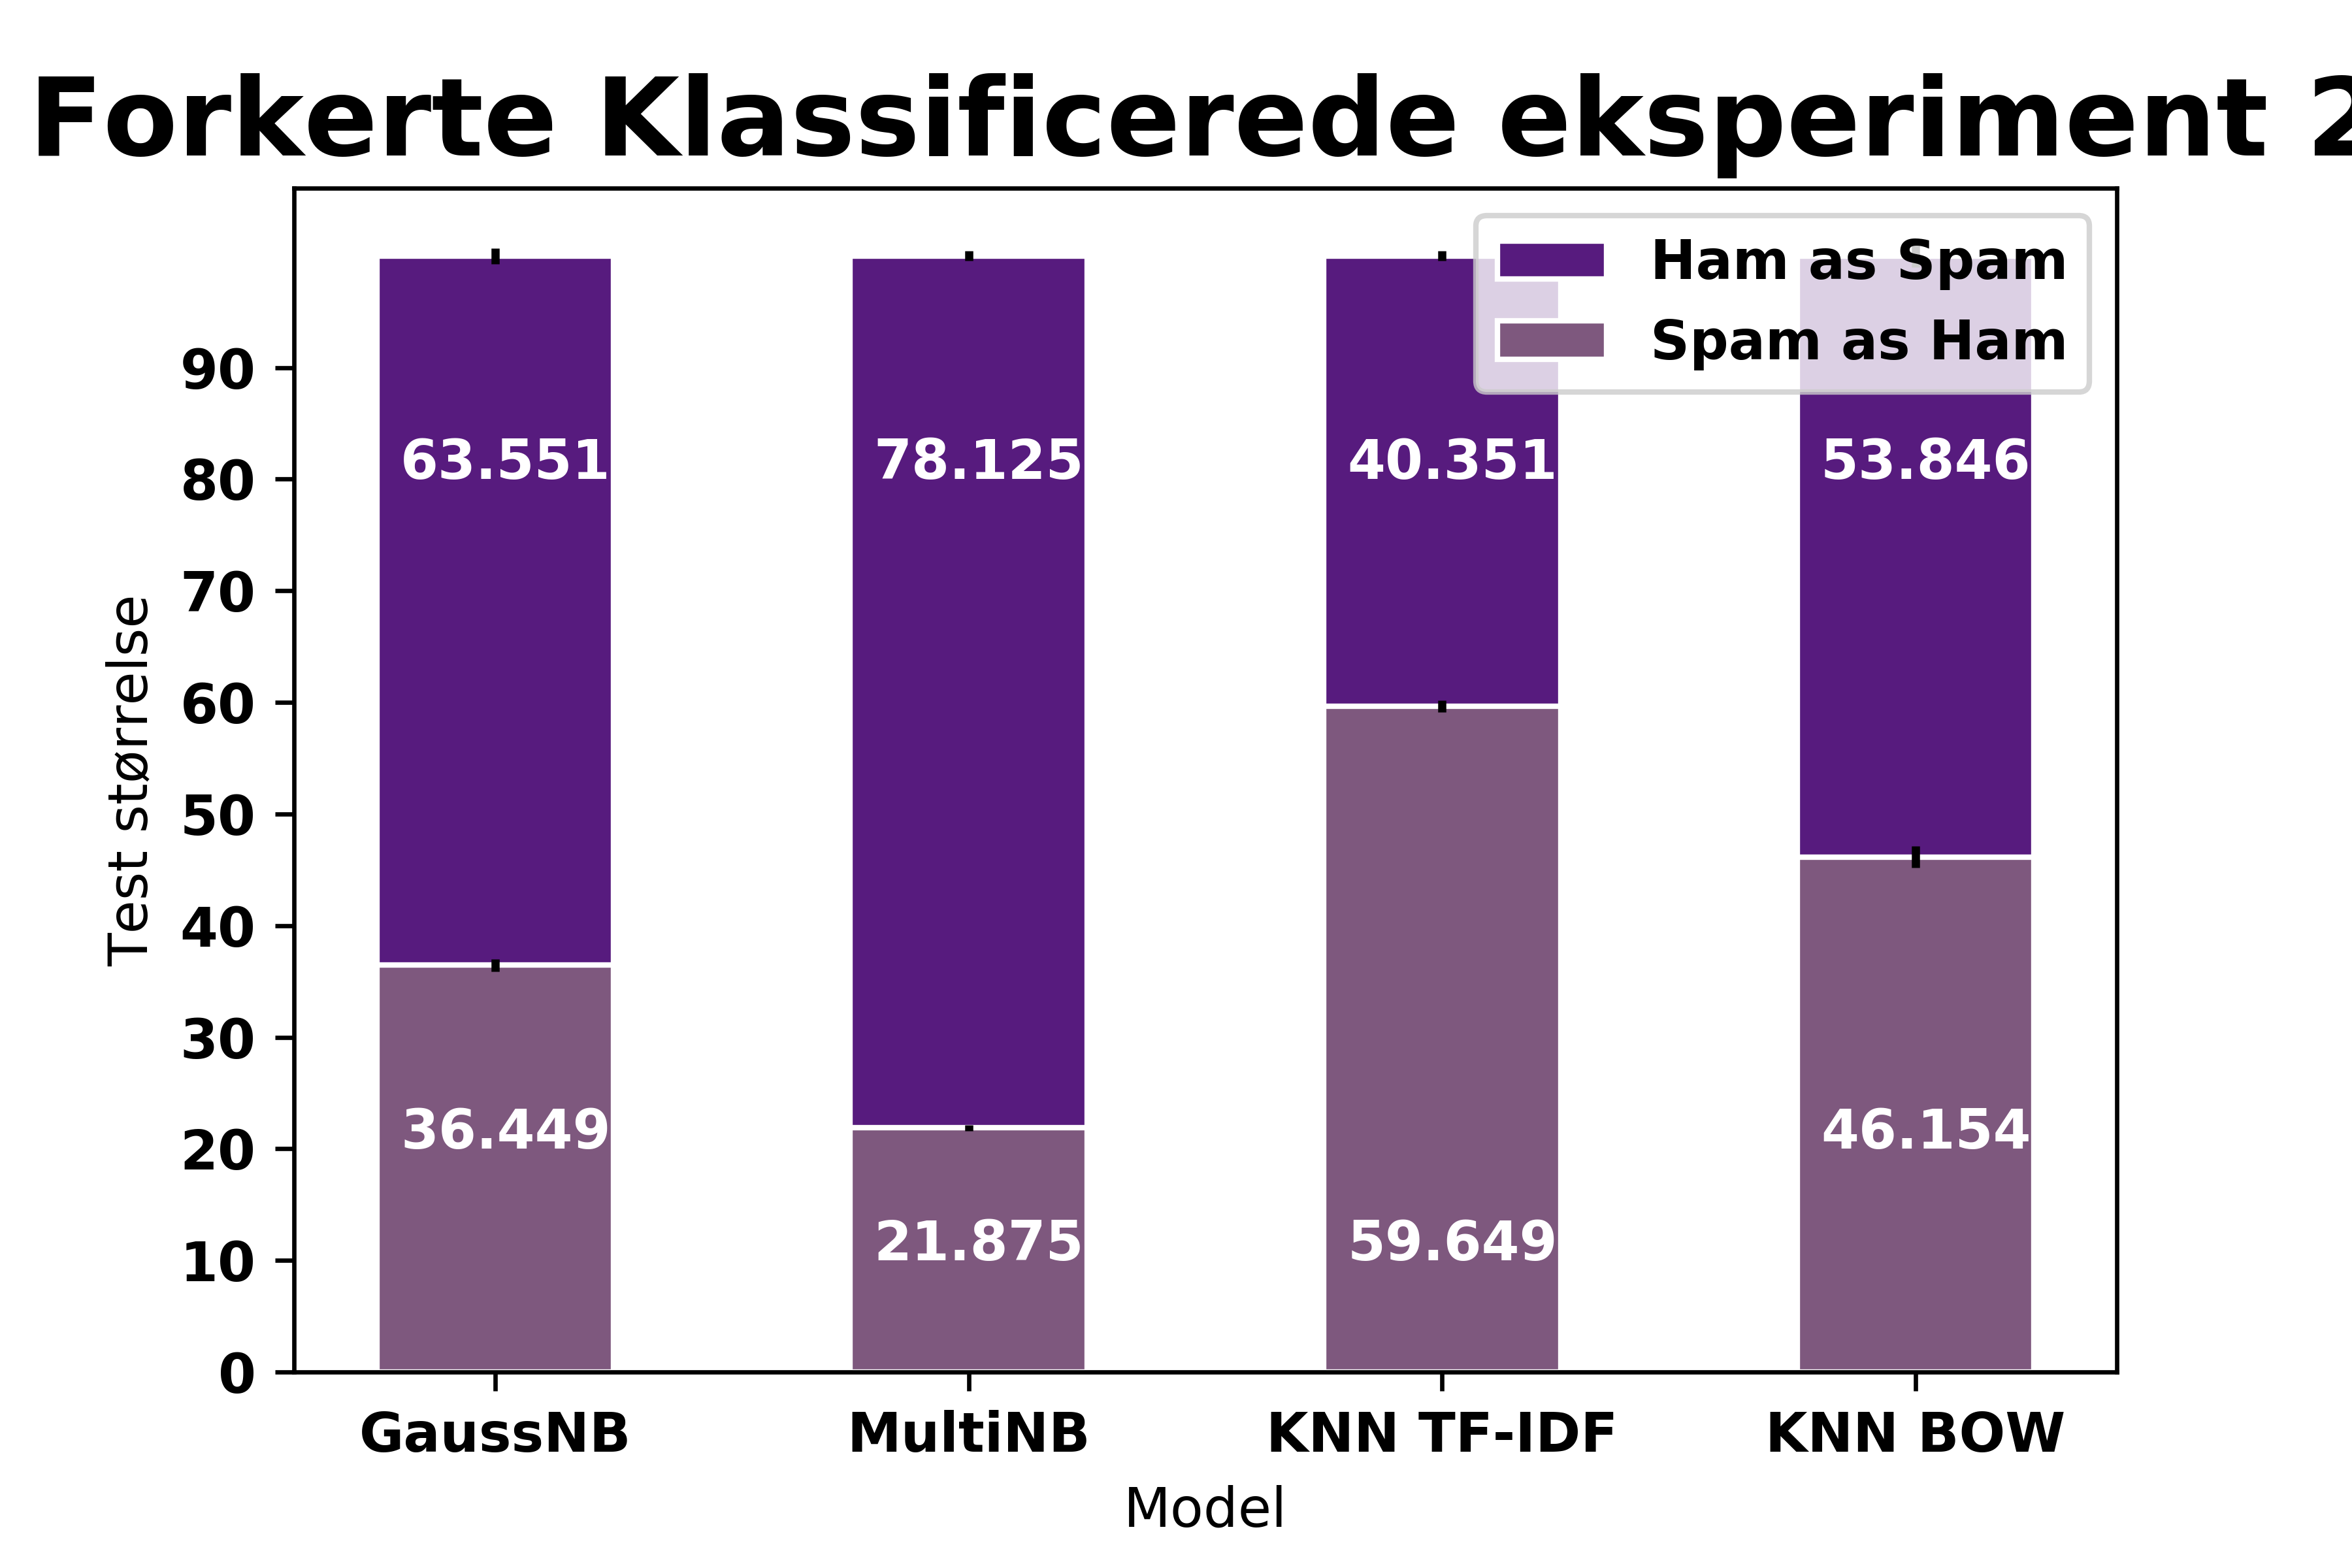 Forkerte Klassificerede eksperiment 2
Ham as Spam
Spam as Ham
90
80
70
60
50
40
30
20
10
0
Test størrelse
63.551
78.125
40.351
53.846
36.449
46.154
21.875
59.649
GaussNB
MultiNB
KNN TF-IDF
KNN BOW
Model